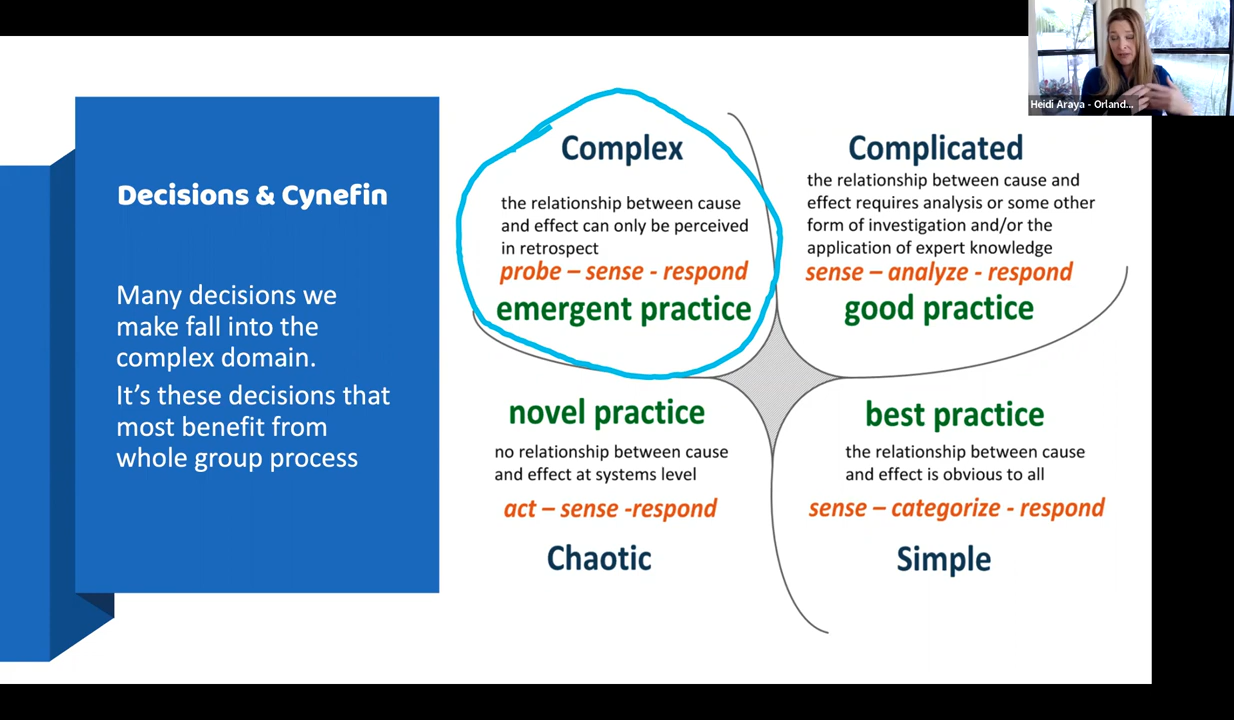 Heidi Araya - Orland...
Decisions & Cynefin
Many decisions we
make fall into the
complex domain.
It's these decisions that
most benefit from
whole group process
Complex
the relationship between cause
and effect can only be perceived
in retrospect
probe – sense - respond
emergent practice
Complicated
the relationship between cause and
effect requires analysis or some other
form of investigation and/or the
application of expert knowledge
sense – analyze - respond
good practice
novel practice
no relationship between cause
and effect at systems level
act – sense -respond
Chaotic
best practice
the relationship between cause
and effect is obvious to all
sense – categorize - respond
Simple